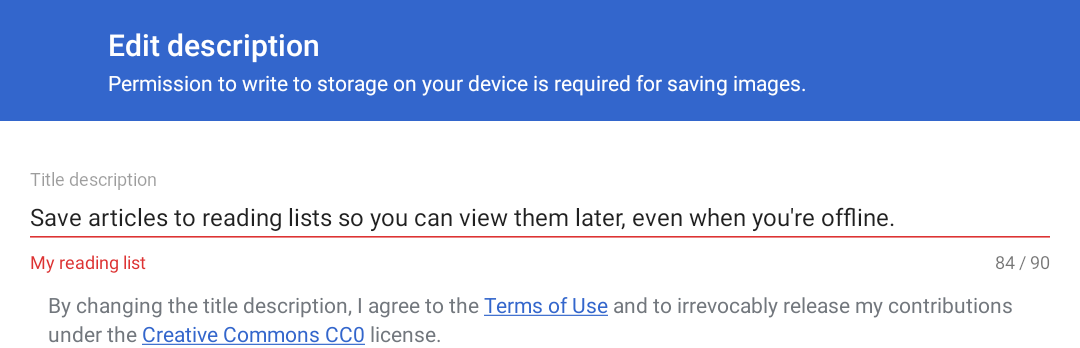 Edit description
Permission to write to storage on your device is required for saving images.
Title description
Save articles to reading lists so you can view them later, even when you're offline.
My reading list
84 / 90
By changing the title description, I agree to the Terms of Use and to irrevocably release my contributions
under the Creative Commons CC0 license.